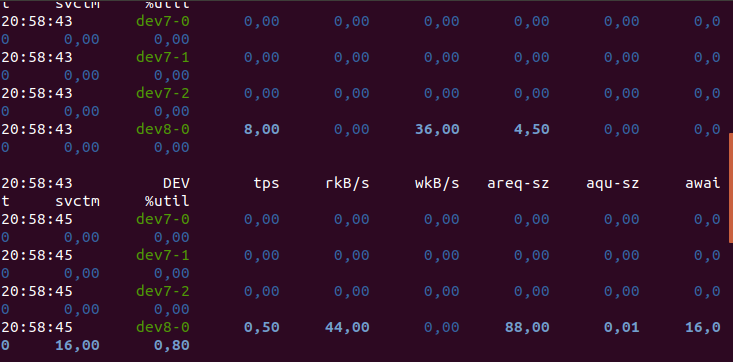 t     svctm     %util
20:58:43       dev7-0      0,00      0,00      0,00      0,00      0,00      0,0
0      0,00      0,00
20:58:43       dev7-1      0,00      0,00      0,00      0,00      0,00      0,0
0      0,00      0,00
20:58:43       dev7-2      0,00      0,00      0,00      0,00      0,00      0,0
0      0,00      0,00
20:58:43       dev8-0      8,00      0,00     36,00      4,50      0,00      0,0
0      0,00      0,00
20:58:43          DEV       tps     rkB/s     wkB/s   areq-sz    aqu-sz     awai
t     svctm     %util
20:58:45       dev7-0      0,00      0,00      0,00      0,00      0,00      0,0
0      0,00      0,00
20:58:45       dev7-1      0,00      0,00      0,00      0,00      0,00      0,0
0      0,00      0,00
20:58:45       dev7-2      0,00      0,00      0,00      0,00      0,00      0,0
0      0,00      0,00
20:58:45       dev8-0      0,50     44,00      0,00     88,00      0,01     16,0
0     16,00      0,80